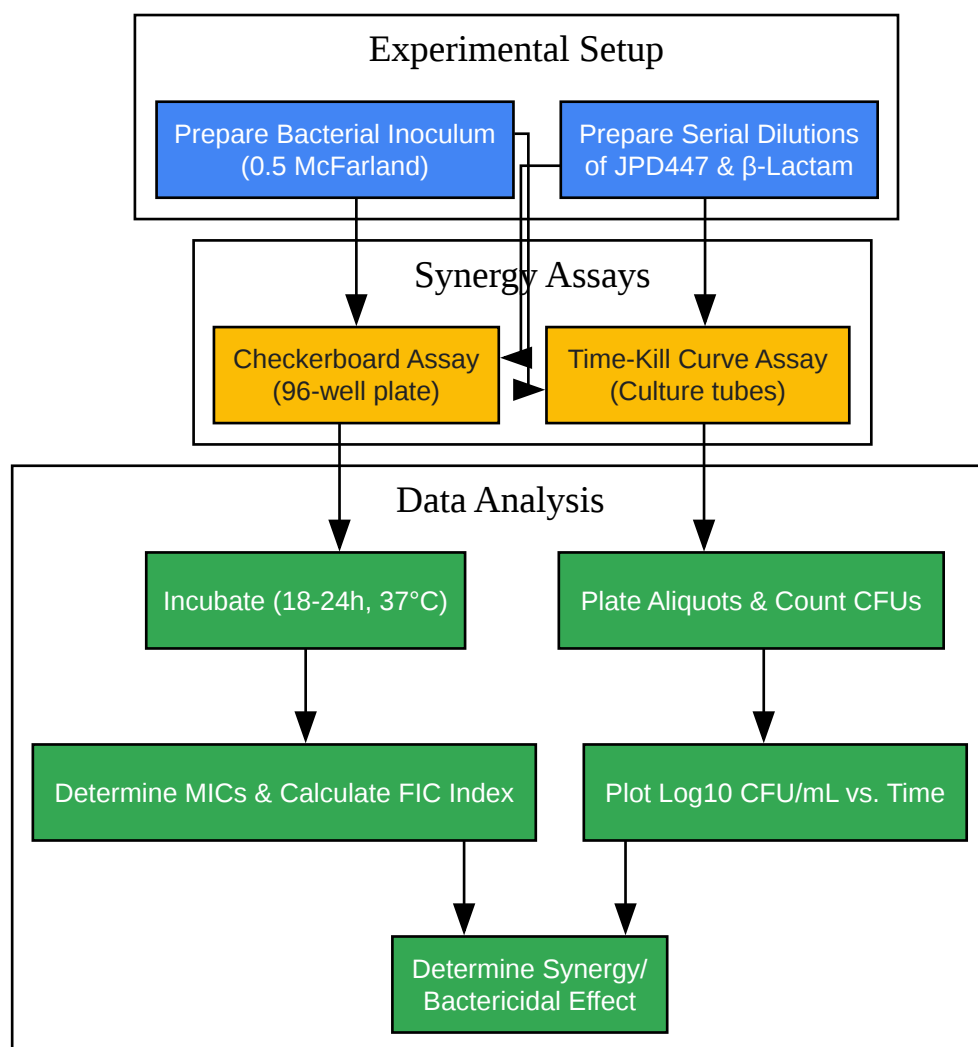 Experimental Setup
Prepare Bacterial Inoculum
(0.5 McFarland)
Prepare Serial Dilutions
of JPD447 & β-Lactam
Synergy Assays
Checkerboard Assay
(96-well plate)
Time-Kill Curve Assay
(Culture tubes)
Data Analysis
Incubate (18-24h, 37°C)
Plate Aliquots & Count CFUs
Determine MICs & Calculate FIC Index
Plot Log10 CFU/mL vs. Time
Determine Synergy/
Bactericidal Effect